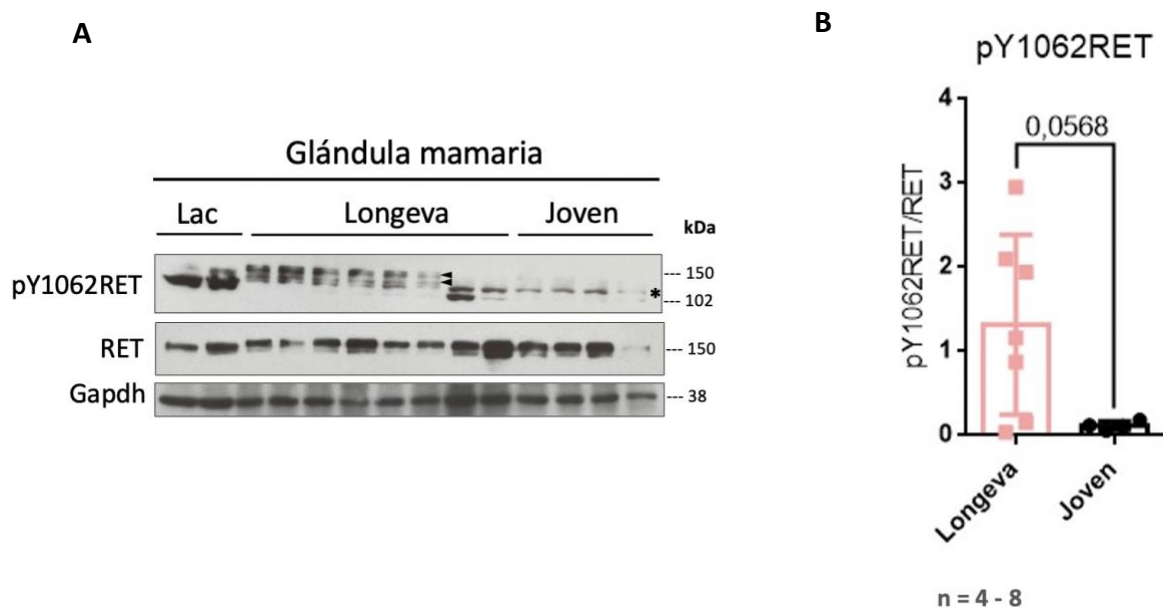 A
Glándula mamaria
Lac Longeva Joven kDa
pY1062RET --- 150
* --- 102
RET --- 150
Gapdh --- 38
B
pY1062RET
0,0568
pY1062RET/RET
4
3
2
1
0
Longeva
Joven
n = 4 - 8